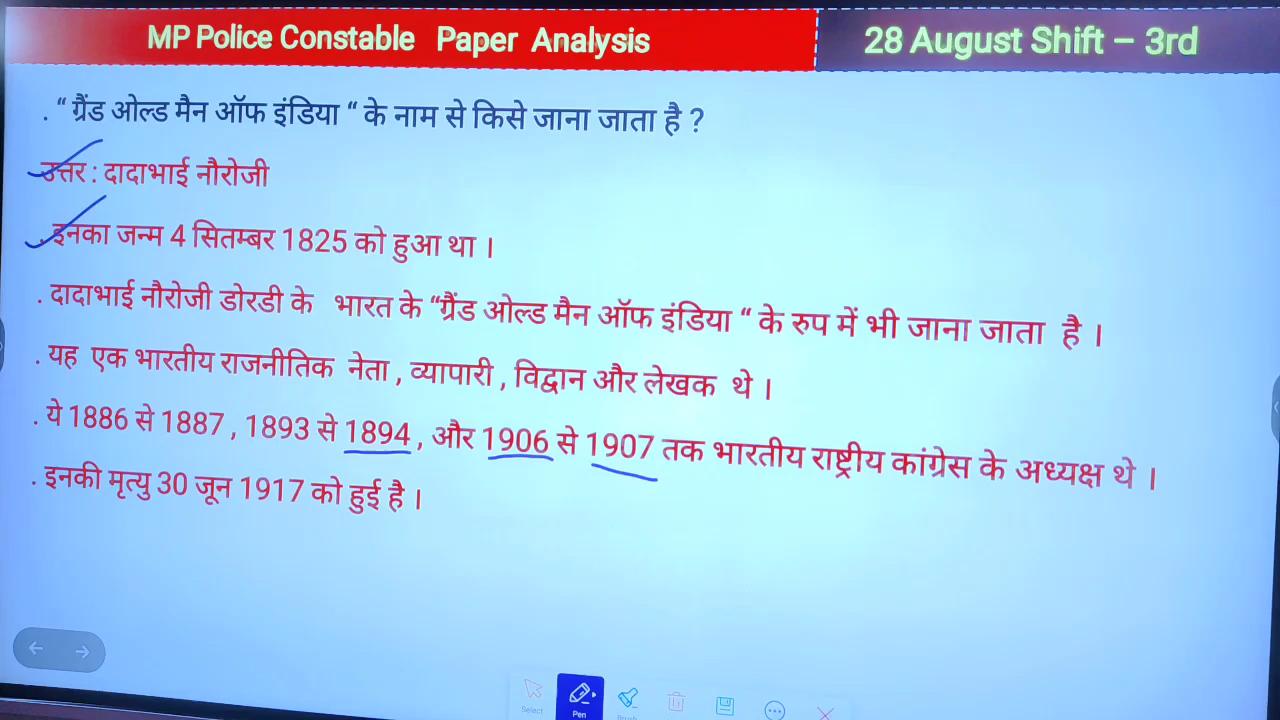 MP Police Constable Paper Analysis
28 August Shift – 3rd
. “ ग्रैंड ओल्ड मैन ऑफ इंडिया “ के नाम से किसे जाना जाता है ?
उत्तर : दादाभाई नौरोजी
. इनका जन्म 4 सितम्बर 1825 को हुआ था ।
. दादाभाई नौरोजी डोरडी के भारत के “ग्रैंड ओल्ड मैन ऑफ इंडिया “ के रुप में भी जाना जाता है ।
. यह एक भारतीय राजनीतिक नेता , व्यापारी , विद्वान और लेखक थे ।
. ये 1886 से 1887 , 1893 से 1894 , और 1906 से 1907 तक भारतीय राष्ट्रीय कांग्रेस के अध्यक्ष थे ।
. इनकी मृत्यु 30 जून 1917 को हुई है ।
Select
Pen
Brush